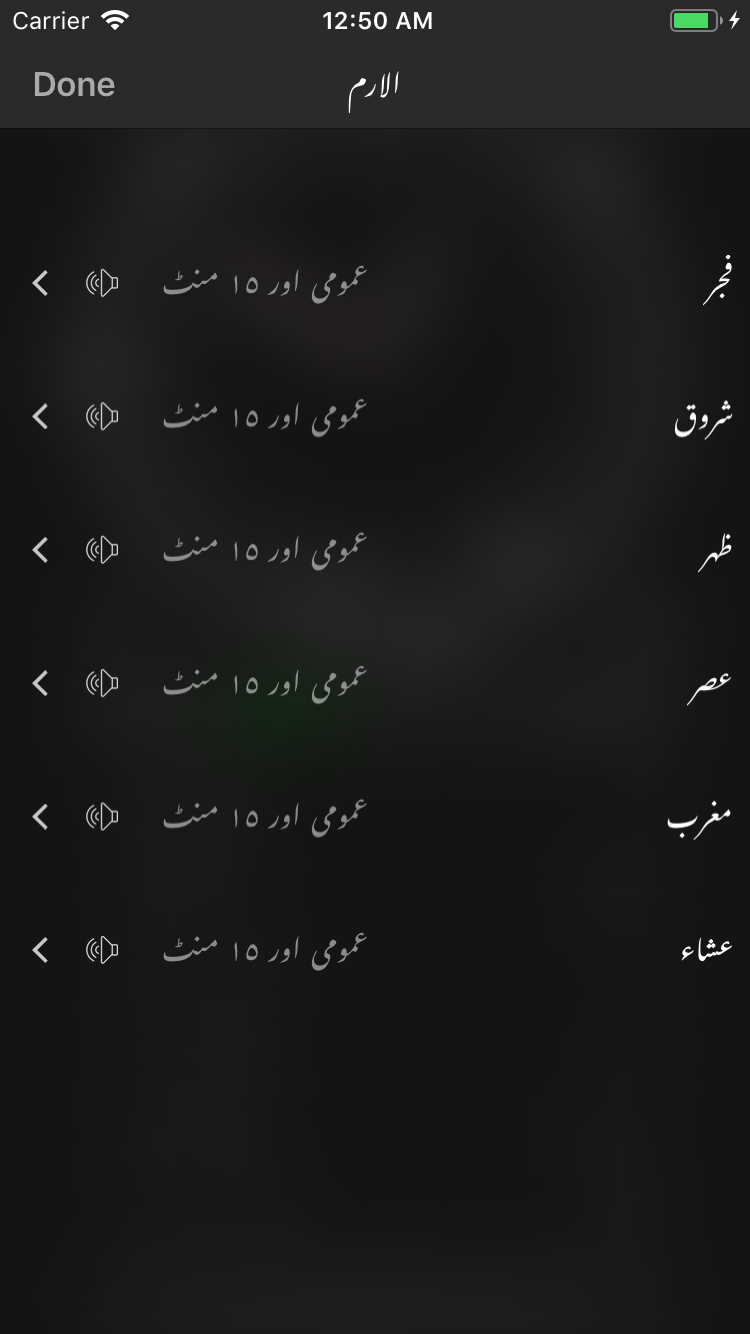 Carrier 12:50 AM
Done الارم
فجر عمومی اور ۱۵ منٹ
شروق عمومی اور ۱۵ منٹ
ظہر عمومی اور ۱۵ منٹ
عصر عمومی اور ۱۵ منٹ
مغرب عمومی اور ۱۵ منٹ
عشاء عمومی اور ۱۵ منٹ